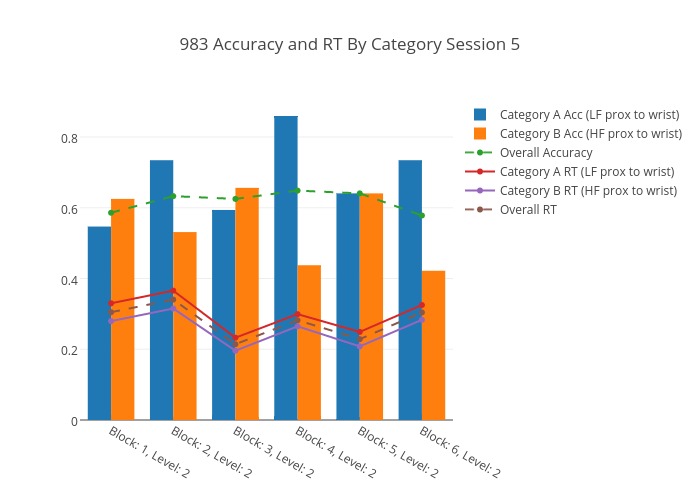 983 Accuracy and RT By Category Session 5
Category A Acc (LF prox to wrist)
Category B Acc (HF prox to wrist)
Overall Accuracy
Category A RT (LF prox to wrist)
Category B RT (HF prox to wrist)
Overall RT
0.8
0.6
0.4
0.2
0
Block: 1, Level: 2
Block: 2, Level: 2
Block: 3, Level: 2
Block: 4, Level: 2
Block: 5, Level: 2
Block: 6, Level: 2